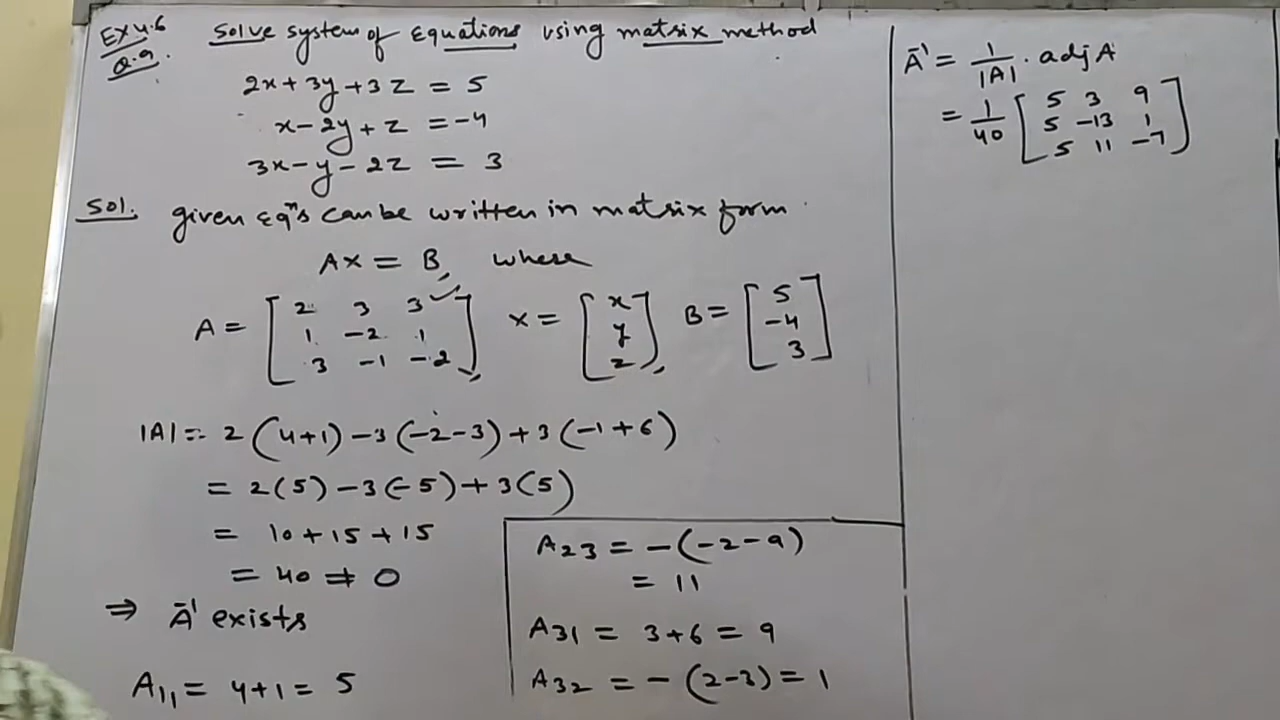 Ex 4.6
Q.9.
Solve system of Equations using matrix method
2x+3y+3z = 5
x-2y+z = -4
3x-y-2z = 3
Sol. given Eqⁿs can be written in matrix form
AX = B, where
A = [ 2 3 3
1 -2 1
3 -1 -2 ], X = [ x
y
z ], B = [ 5
-4
3 ]
|A| = 2(4+1) -3(-2-3) +3(-1+6)
= 2(5) -3(-5) +3(5)
= 10+15+15
= 40 ≠ 0
⇒ A⁻¹ exists
A₁₁ = 4+1 = 5
A₂₃ = -(-2-9)
= 11
A₃₁ = 3+6 = 9
A₃₂ = -(2-3) = 1
A⁻¹ = 1/|A| . adj A
= 1/40 [ 5 3 9
5 -13 1
5 11 -7 ]